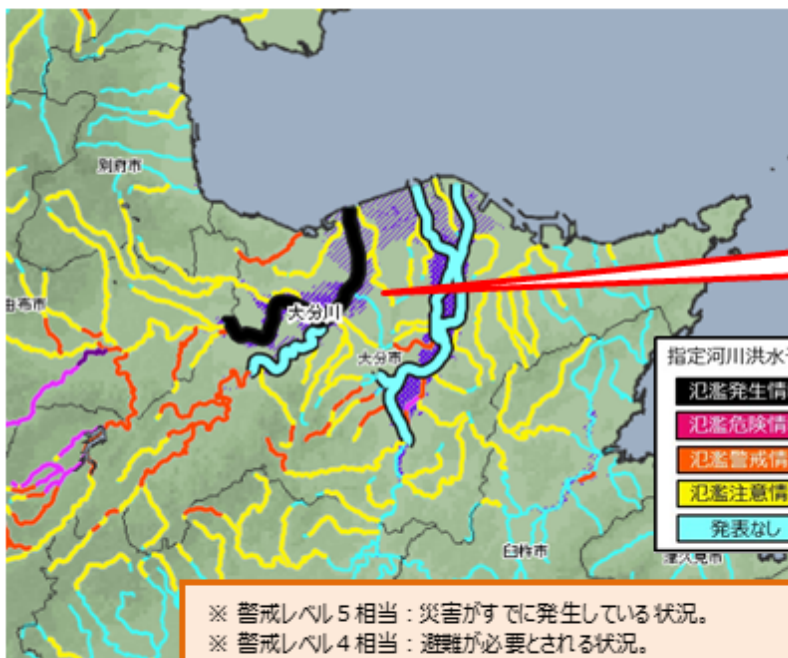 別府市
由布市
大分川
大分市
臼杵市
津久見市
指定河川洪水
氾濫発生情
氾濫危険情
氾濫警戒情
氾濫注意情
発表なし
※ 警戒レベル5相当：災害がすでに発生している状況。
※ 警戒レベル4相当：避難が必要とされる状況。